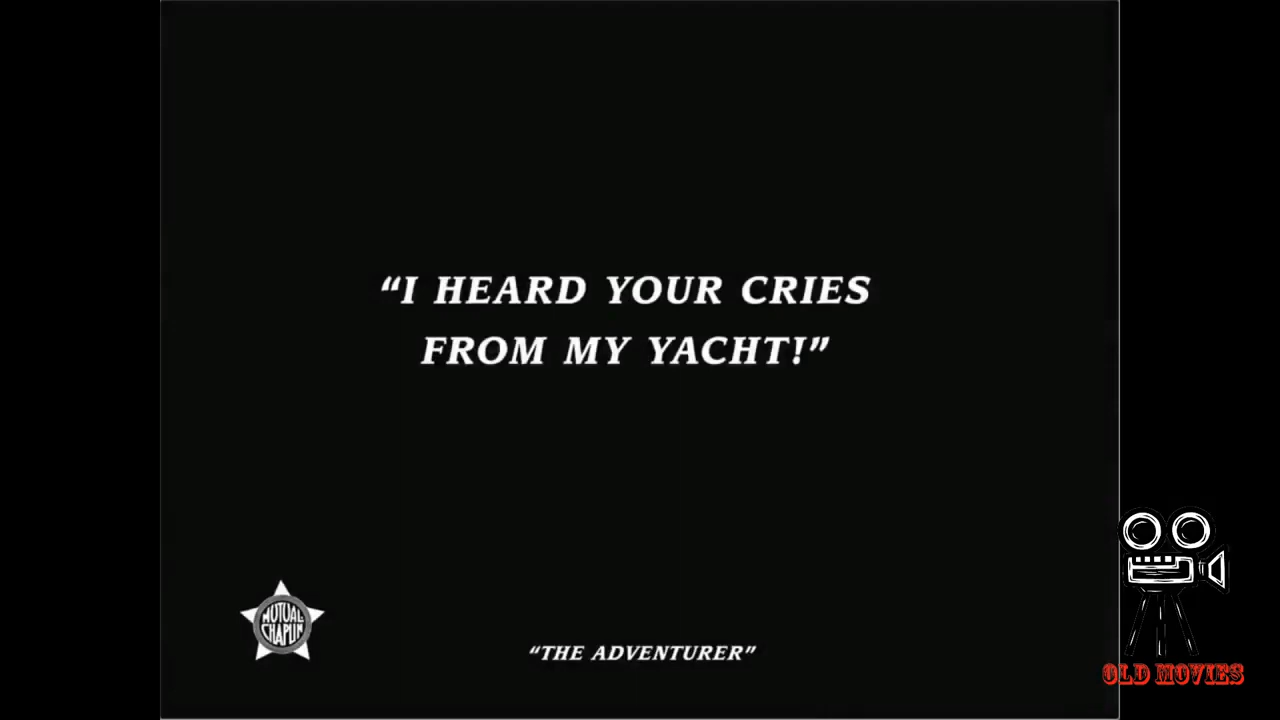 “I HEARD YOUR CRIES
FROM MY YACHT!”
MUTUAL
CHAPLIN
“THE ADVENTURER”
OLD MOVIES